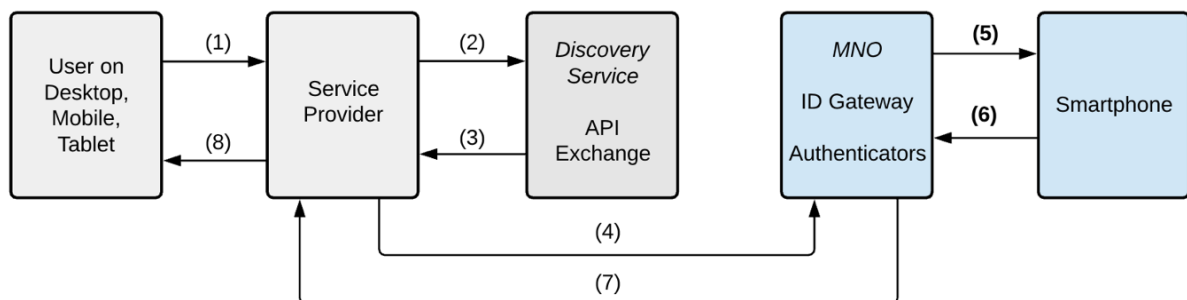 (1)
(2)
(5)
User on
Desktop,
Mobile,
Tablet
Service
Provider
Discovery
Service
API
Exchange
MNO
ID Gateway
Authenticators
Smartphone
(8)
(3)
(6)
(4)
(7)